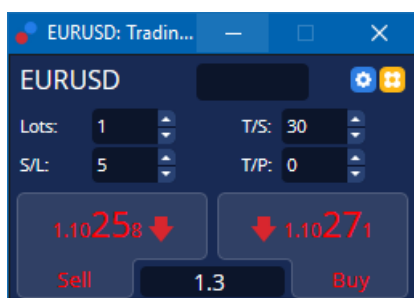 EURUSD: Tradin...
EURUSD
Lots: 1 T/S: 30
S/L: 5 T/P: 0
1.10258 1.10271
Sell 1.3 Buy